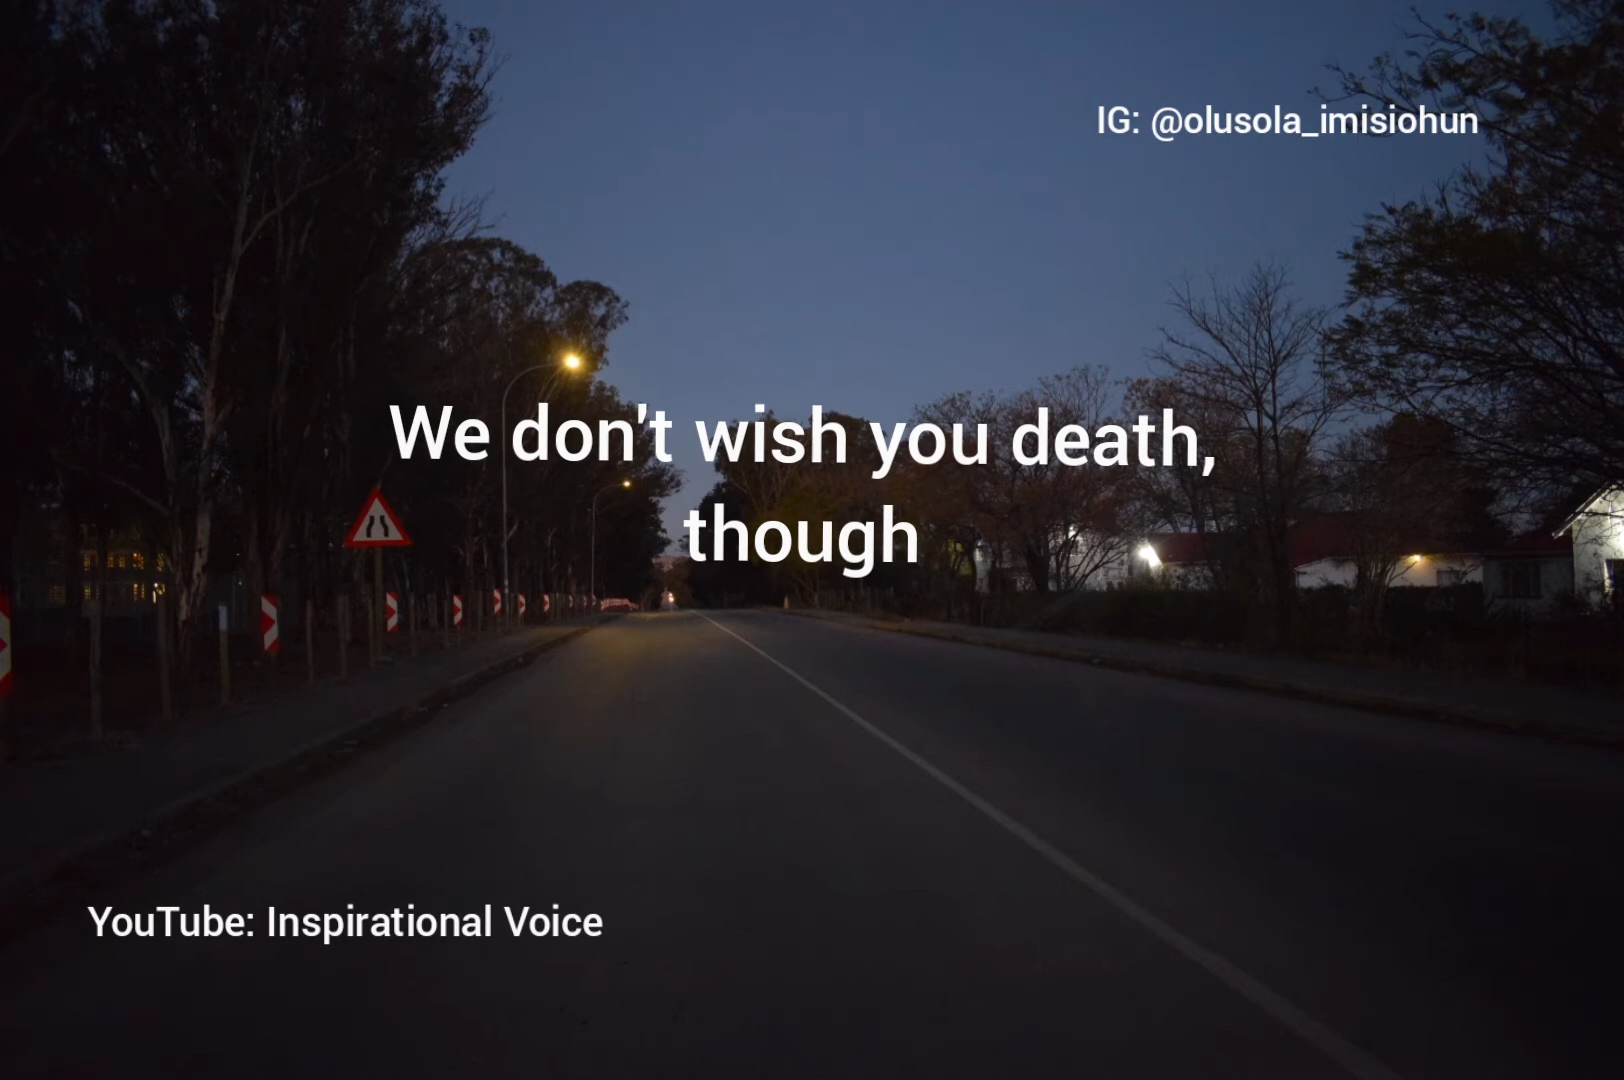 IG: @olusola_imisiohun
We don't wish you death,
though
YouTube: Inspirational Voice